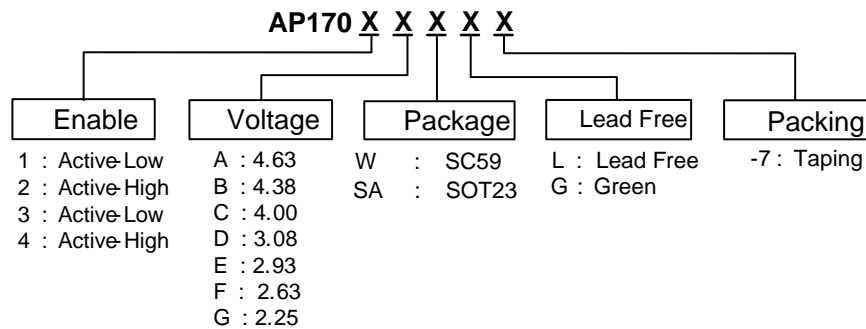 AP170 X X X X X
Enable
Voltage
Package
Lead Free
Packing
1 : Active-Low
2 : Active-High
3 : Active-Low
4 : Active-High
A : 4.63
B : 4.38
C : 4.00
D : 3.08
E : 2.93
F : 2.63
G : 2.25
W : SC59
SA : SOT23
L : Lead Free
G : Green
-7 : Taping